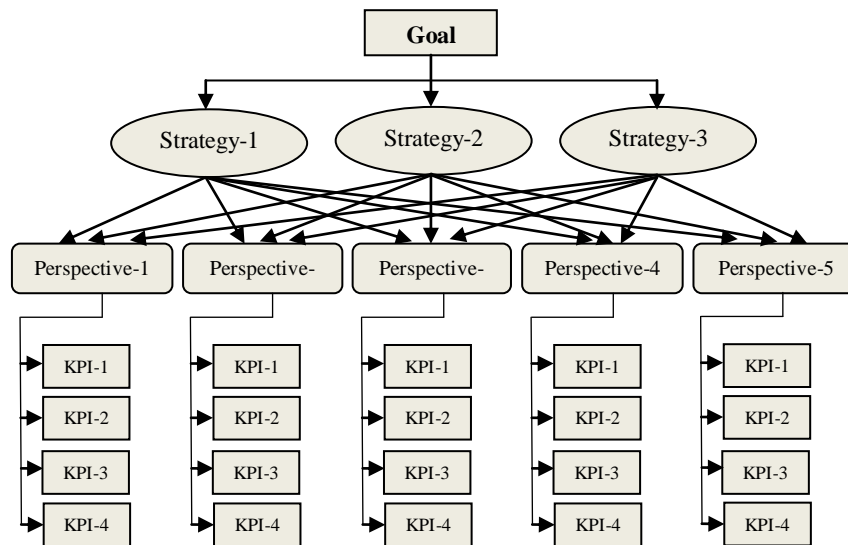 Goal
Strategy-1 Strategy-2 Strategy-3
Perspective-1 Perspective- Perspective- Perspective-4 Perspective-5
KPI-1 KPI-1 KPI-1 KPI-1 KPI-1
KPI-2 KPI-2 KPI-2 KPI-2 KPI-2
KPI-3 KPI-3 KPI-3 KPI-3 KPI-3
KPI-4 KPI-4 KPI-4 KPI-4 KPI-4